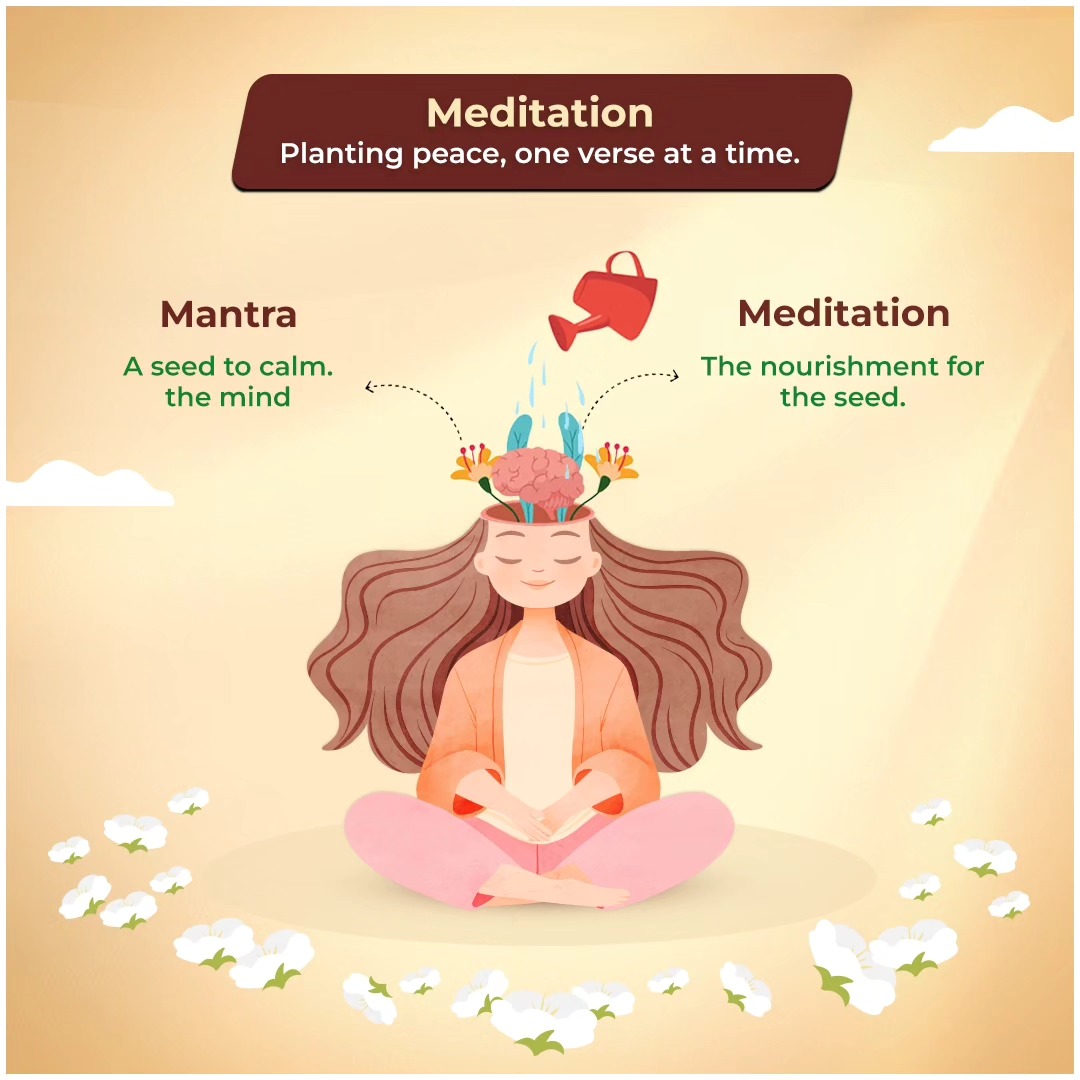 Meditation
Planting peace, one verse at a time.
Mantra
A seed to calm.
the mind
Meditation
The nourishment for
the seed.